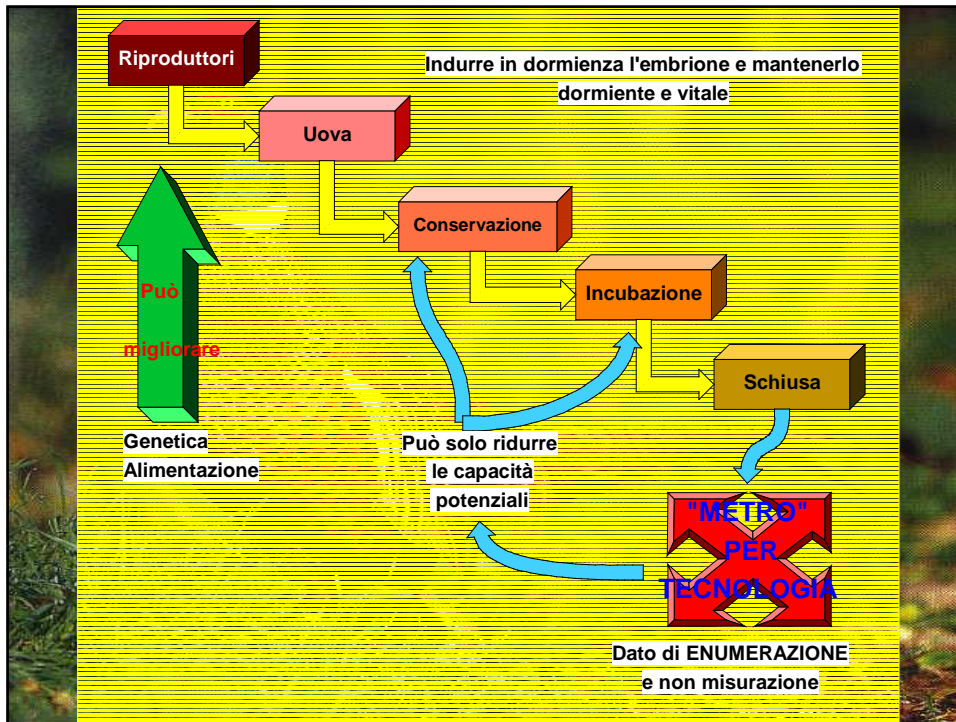 Riproduttori
Indurre in dormienza l'embrione e mantenerlo
dormiente e vitale
Uova
Conservazione
Incubazione
Può
migliorare
Schiusa
Genetica
Alimentazione
Può solo ridurre
le capacità
potenziali
"METRO"
PER
TECNOLOGIA
Dato di ENUMERAZIONE
e non misurazione